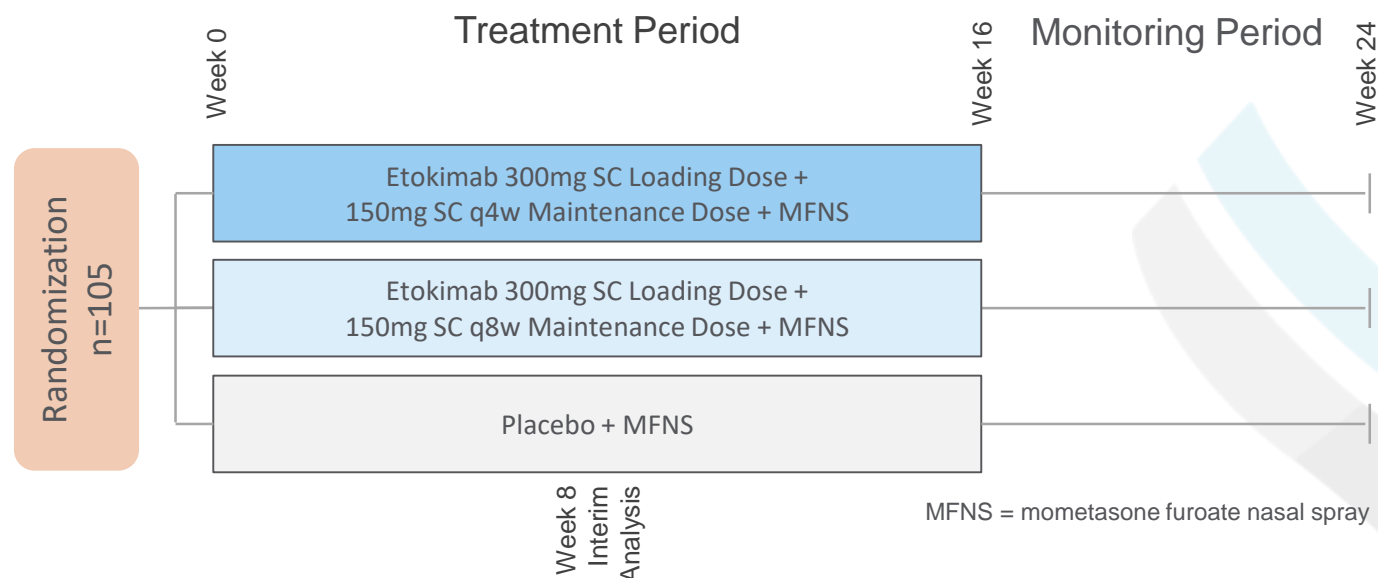 Treatment Period
Monitoring Period
Week 0
Week 16
Week 24
Randomization
n=105
Etokimab 300mg SC Loading Dose +
150mg SC q4w Maintenance Dose + MFNS
Etokimab 300mg SC Loading Dose +
150mg SC q8w Maintenance Dose + MFNS
Placebo + MFNS
Week 8
Interim
Analysis
MFNS = mometasone furoate nasal spray